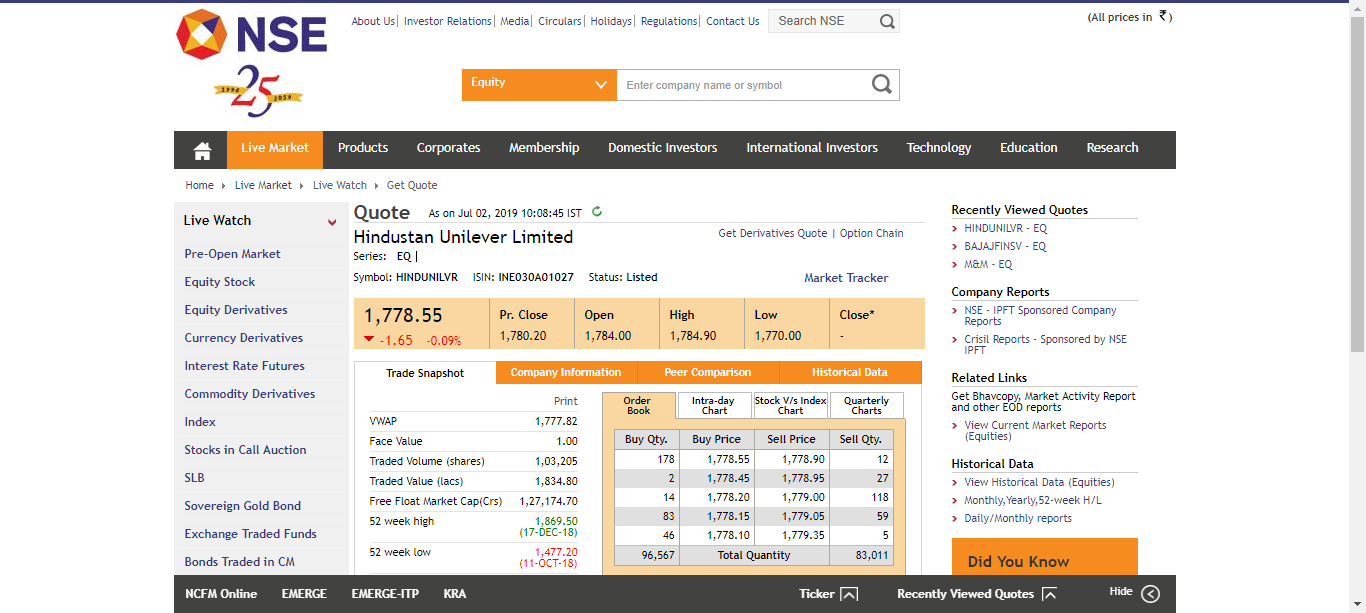 NSE
1994 25 2019
About Us | Investor Relations | Media | Circulars | Holidays | Regulations | Contact Us
Search NSE
(All prices in ₹ )
Equity
Enter company name or symbol
Live Market Products Corporates Membership Domestic Investors International Investors Technology Education Research
Home Live Market Live Watch Get Quote
Live Watch
Pre-Open Market
Equity Stock
Equity Derivatives
Currency Derivatives
Interest Rate Futures
Commodity Derivatives
Index
Stocks in Call Auction
SLB
Sovereign Gold Bond
Exchange Traded Funds
Bonds Traded in CM
Quote As on Jul 02, 2019 10:08:45 IST
Hindustan Unilever Limited
Get Derivatives Quote | Option Chain
Series: EQ |
Symbol: HINDUNILVR ISIN: INE030A01027 Status: Listed
Market Tracker
1,778.55
-1.65 -0.09%
Pr. Close
1,780.20
Open
1,784.00
High
1,784.90
Low
1,770.00
Close*
-
Trade Snapshot Company Information Peer Comparison Historical Data
Print
VWAP 1,777.82
Face Value 1.00
Traded Volume (shares) 1,03,205
Traded Value (lacs) 1,834.80
Free Float Market Cap(Crs) 1,27,174.70
52 week high 1,869.50
(17-DEC-18)
52 week low 1,477.20
(11-OCT-18)
Order
Book
Intra-day
Chart
Stock V/s Index
Chart
Quarterly
Charts
Buy Qty. Buy Price Sell Price Sell Qty.
178 1,778.55 1,778.90 12
2 1,778.45 1,778.95 27
14 1,778.20 1,779.00 118
83 1,778.15 1,779.05 59
46 1,778.10 1,779.35 5
96,567 Total Quantity 83,011
Recently Viewed Quotes
HINDUNILVR - EQ
BAJAJFINSV - EQ
M&M - EQ
Company Reports
NSE - IPFT Sponsored Company
Reports
Crisil Reports - Sponsored by NSE
IPFT
Related Links
Get Bhavcopy, Market Activity Report
and other EOD reports
View Current Market Reports
(Equities)
Historical Data
View Historical Data (Equities)
Monthly,Yearly,52-week H/L
Daily/Monthly reports
Did You Know
NCFM Online EMERGE EMERGE-ITP KRA
Ticker Recently Viewed Quotes Hide